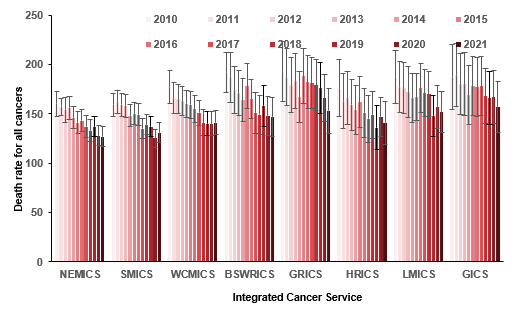 2010 2011 2012 2013 2014 2015
2016 2017 2018 2019 2020 2021
Death rate for all cancers
250
200
150
100
50
0
NEMICS SMICS WCMICS BSWRICS GRICS HRICS LMICS GICS
Integrated Cancer Service